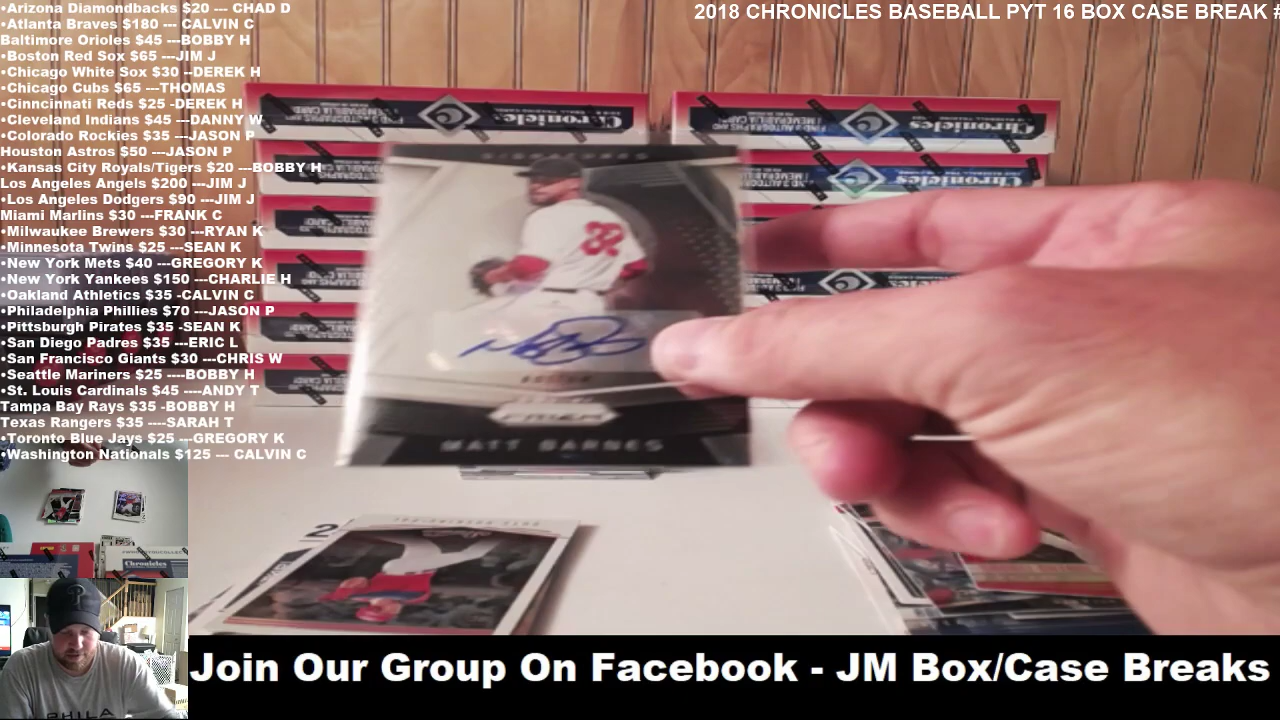 •Arizona Diamondbacks $20 --- CHAD D
•Atlanta Braves $180 --- CALVIN C
Baltimore Orioles $45 ---BOBBY H
•Boston Red Sox $65 ---JIM J
•Chicago White Sox $30 --DEREK H
•Chicago Cubs $65 ---THOMAS
•Cinncinnati Reds $25 -DEREK H
•Cleveland Indians $45 ---DANNY W
•Colorado Rockies $35 ---JASON P
Houston Astros $50 ---JASON P
•Kansas City Royals/Tigers $20 ---BOBBY H
Los Angeles Angels $200 ---JIM J
•Los Angeles Dodgers $90 ---JIM J
Miami Marlins $30 ---FRANK C
•Milwaukee Brewers $30 ---RYAN K
•Minnesota Twins $25 ---SEAN K
•New York Mets $40 ---GREGORY K
•New York Yankees $150 ---CHARLIE H
•Oakland Athletics $35 -CALVIN C
•Philadelphia Phillies $70 ---JASON P
•Pittsburgh Pirates $35 -SEAN K
•San Diego Padres $35 ---ERIC L
•San Francisco Giants $30 ---CHRIS W
•Seattle Mariners $25 ----BOBBY H
•St. Louis Cardinals $45 ----ANDY T
Tampa Bay Rays $35 -BOBBY H
Texas Rangers $35 ----SARAH T
•Toronto Blue Jays $25 ---GREGORY K
•Washington Nationals $125 --- CALVIN C
2018 CHRONICLES BASEBALL PYT 16 BOX CASE BREAK #
Chronicles
Chronicles
Chronicles
SIGNATURES
32
PRIZM
MATT BARNES
Chronicles
P
PHILA
Join Our Group On Facebook - JM Box/Case Breaks